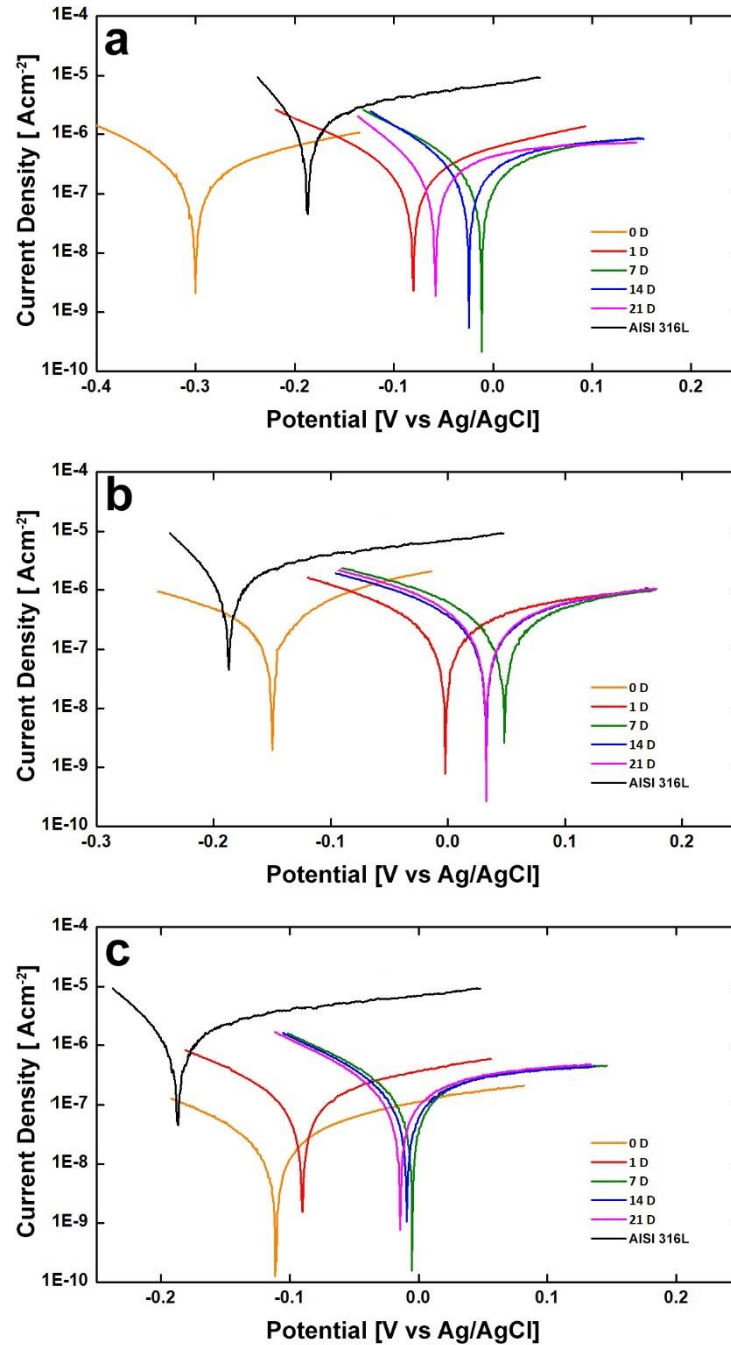 a
1E-4
1E-5
1E-6
1E-7
1E-8
1E-9
1E-10
Current Density [ Acm-2]
0 D
1 D
7 D
14 D
21 D
AISI 316L
-0.4 -0.3 -0.2 -0.1 0.0 0.1 0.2
Potential [V vs Ag/AgCl]
b
1E-4
1E-5
1E-6
1E-7
1E-8
1E-9
1E-10
Current Density [ Acm-2]
0 D
1 D
7 D
14 D
21 D
AISI 316L
-0.3 -0.2 -0.1 0.0 0.1 0.2
Potential [V vs Ag/AgCl]
c
1E-4
1E-5
1E-6
1E-7
1E-8
1E-9
1E-10
Current Density [ Acm-2]
0 D
1 D
7 D
14 D
21 D
AISI 316L
-0.2 -0.1 0.0 0.1 0.2
Potential [V vs Ag/AgCl]